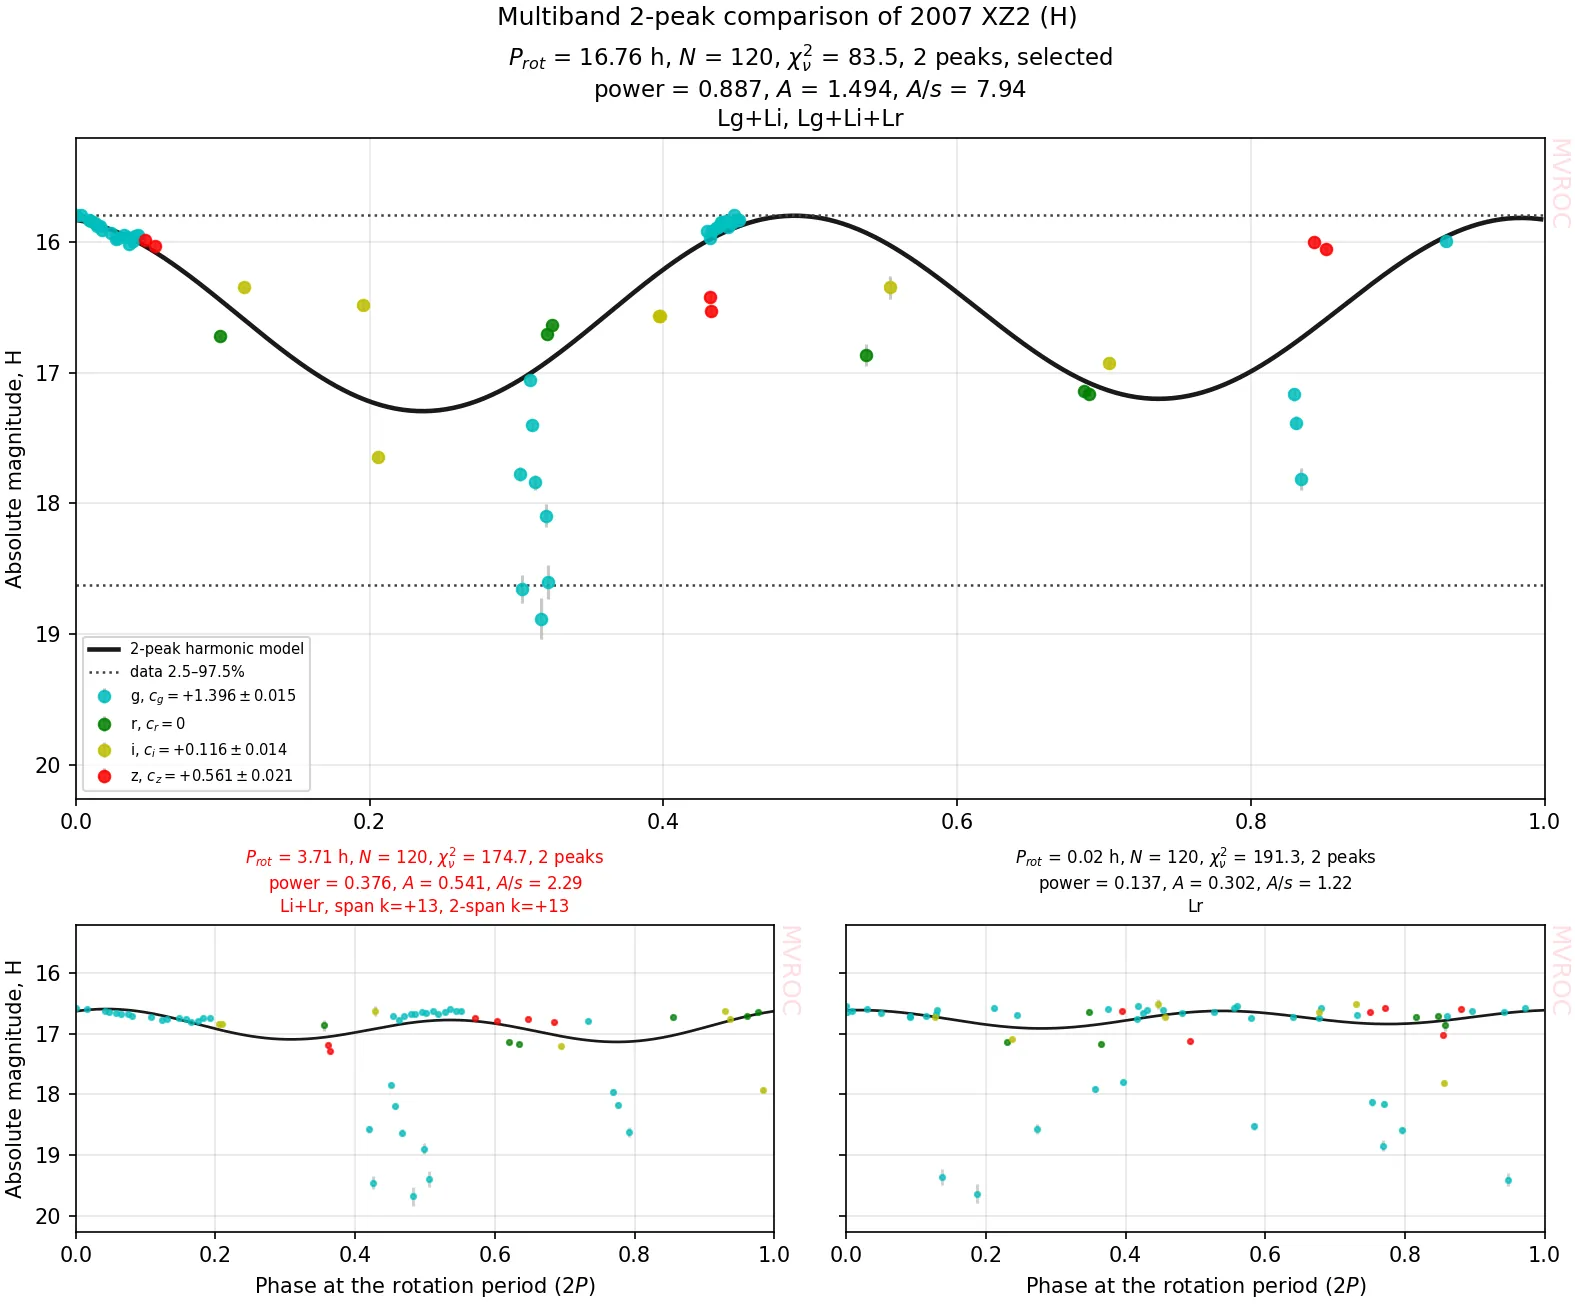 Multiband 2-peak comparison of 2007 XZ2 (H)
P_rot = 16.76 h, N = 120, χ²_ν = 83.5, 2 peaks, selected
power = 0.887, A = 1.494, A/s = 7.94
Lg+Li, Lg+Li+Lr
MVROC
Absolute magnitude, H
16
17
18
19
20
2-peak harmonic model
data 2.5–97.5%
g, c_g = +1.396 ± 0.015
r, c_r = 0
i, c_i = +0.116 ± 0.014
z, c_z = +0.561 ± 0.021
0.0 0.2 0.4 0.6 0.8 1.0
P_rot = 3.71 h, N = 120, χ²_ν = 174.7, 2 peaks
power = 0.376, A = 0.541, A/s = 2.29
Li+Lr, span k=+13, 2-span k=+13
MVROC
Absolute magnitude, H
16
17
18
19
20
0.0 0.2 0.4 0.6 0.8 1.0
Phase at the rotation period (2P)
P_rot = 0.02 h, N = 120, χ²_ν = 191.3, 2 peaks
power = 0.137, A = 0.302, A/s = 1.22
Lr
MVROC
0.0 0.2 0.4 0.6 0.8 1.0
Phase at the rotation period (2P)